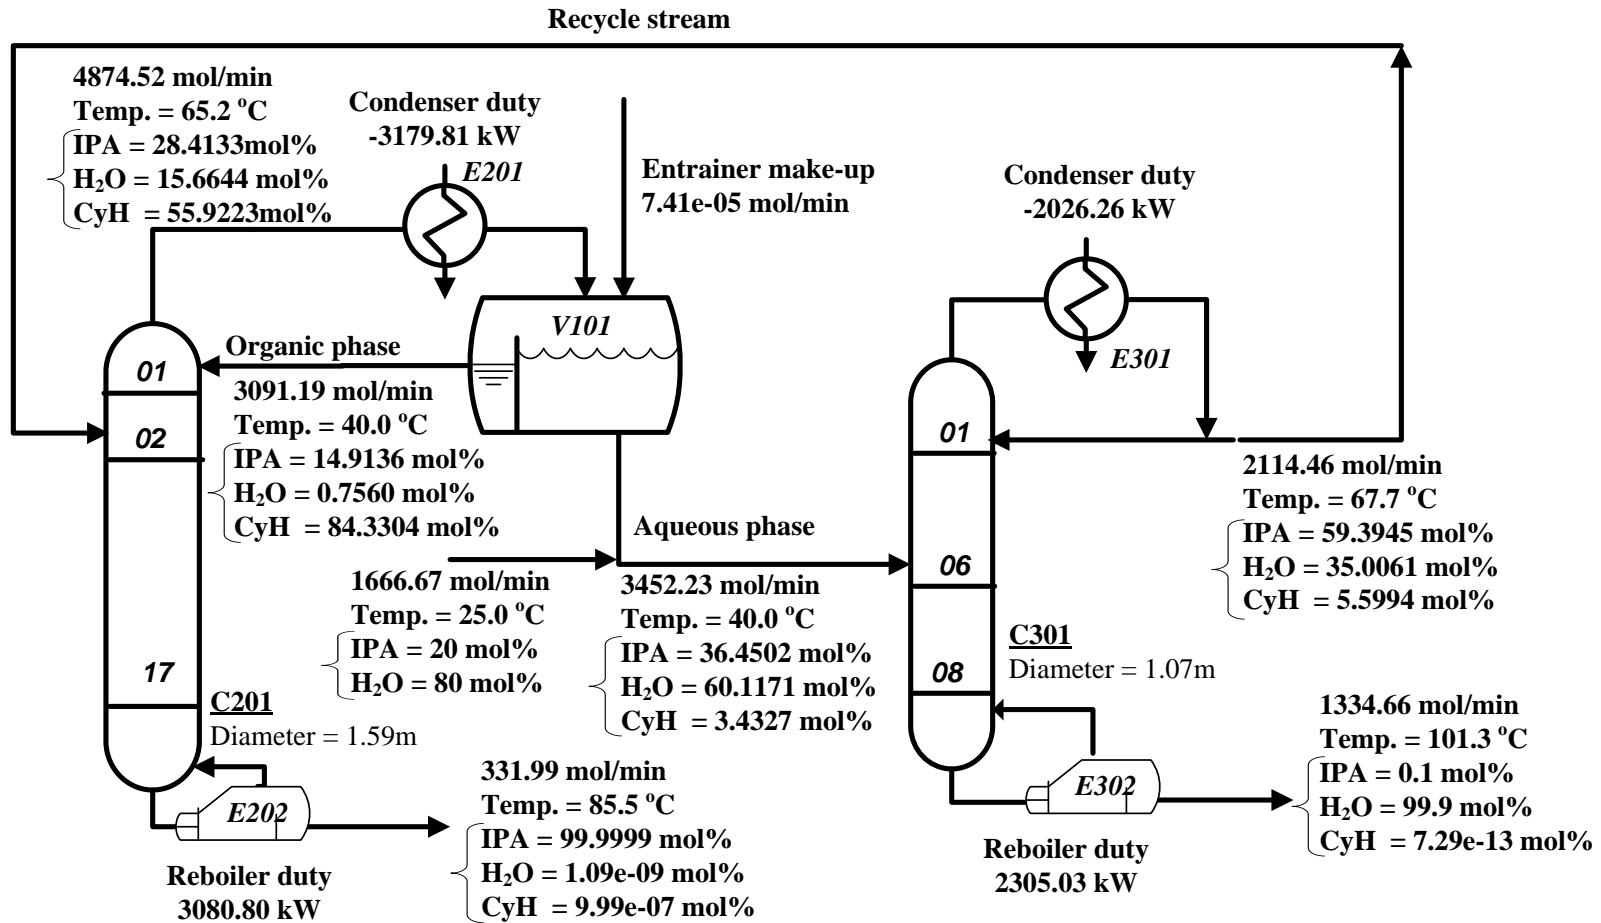 Recycle stream
4874.52 mol/min
Temp. = 65.2 °C
IPA = 28.4133mol%
H₂O = 15.6644 mol%
CyH = 55.9223mol%
Condenser duty
-3179.81 kW
E201
Entrainer make-up
7.41e-05 mol/min
Condenser duty
-2026.26 kW
E301
V101
Organic phase
01
02
17
3091.19 mol/min
Temp. = 40.0 °C
IPA = 14.9136 mol%
H₂O = 0.7560 mol%
CyH = 84.3304 mol%
Aqueous phase
1666.67 mol/min
Temp. = 25.0 °C
IPA = 20 mol%
H₂O = 80 mol%
3452.23 mol/min
Temp. = 40.0 °C
IPA = 36.4502 mol%
H₂O = 60.1171 mol%
CyH = 3.4327 mol%
01
06
08
2114.46 mol/min
Temp. = 67.7 °C
IPA = 59.3945 mol%
H₂O = 35.0061 mol%
CyH = 5.5994 mol%
C301
Diameter = 1.07m
C201
Diameter = 1.59m
E202
Reboiler duty
3080.80 kW
331.99 mol/min
Temp. = 85.5 °C
IPA = 99.9999 mol%
H₂O = 1.09e-09 mol%
CyH = 9.99e-07 mol%
E302
Reboiler duty
2305.03 kW
1334.66 mol/min
Temp. = 101.3 °C
IPA = 0.1 mol%
H₂O = 99.9 mol%
CyH = 7.29e-13 mol%